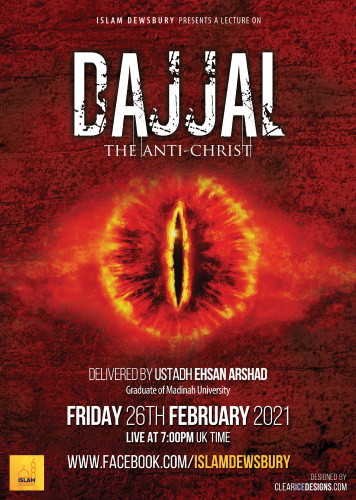 ISLAM DEWSBURY PRESENTS A LECTURE ON
DAJJAL
THE ANTI-CHRIST
DELIVERED BY USTADH EHSAN ARSHAD
Graduate of Madinah University
FRIDAY 26TH FEBRUARY 2021
LIVE AT 7:00PM UK TIME
WWW.FACEBOOK.COM/ISLAMDEWSBURY
ISLAM
DESIGNED BY
CLEARICEDESIGNS.COM